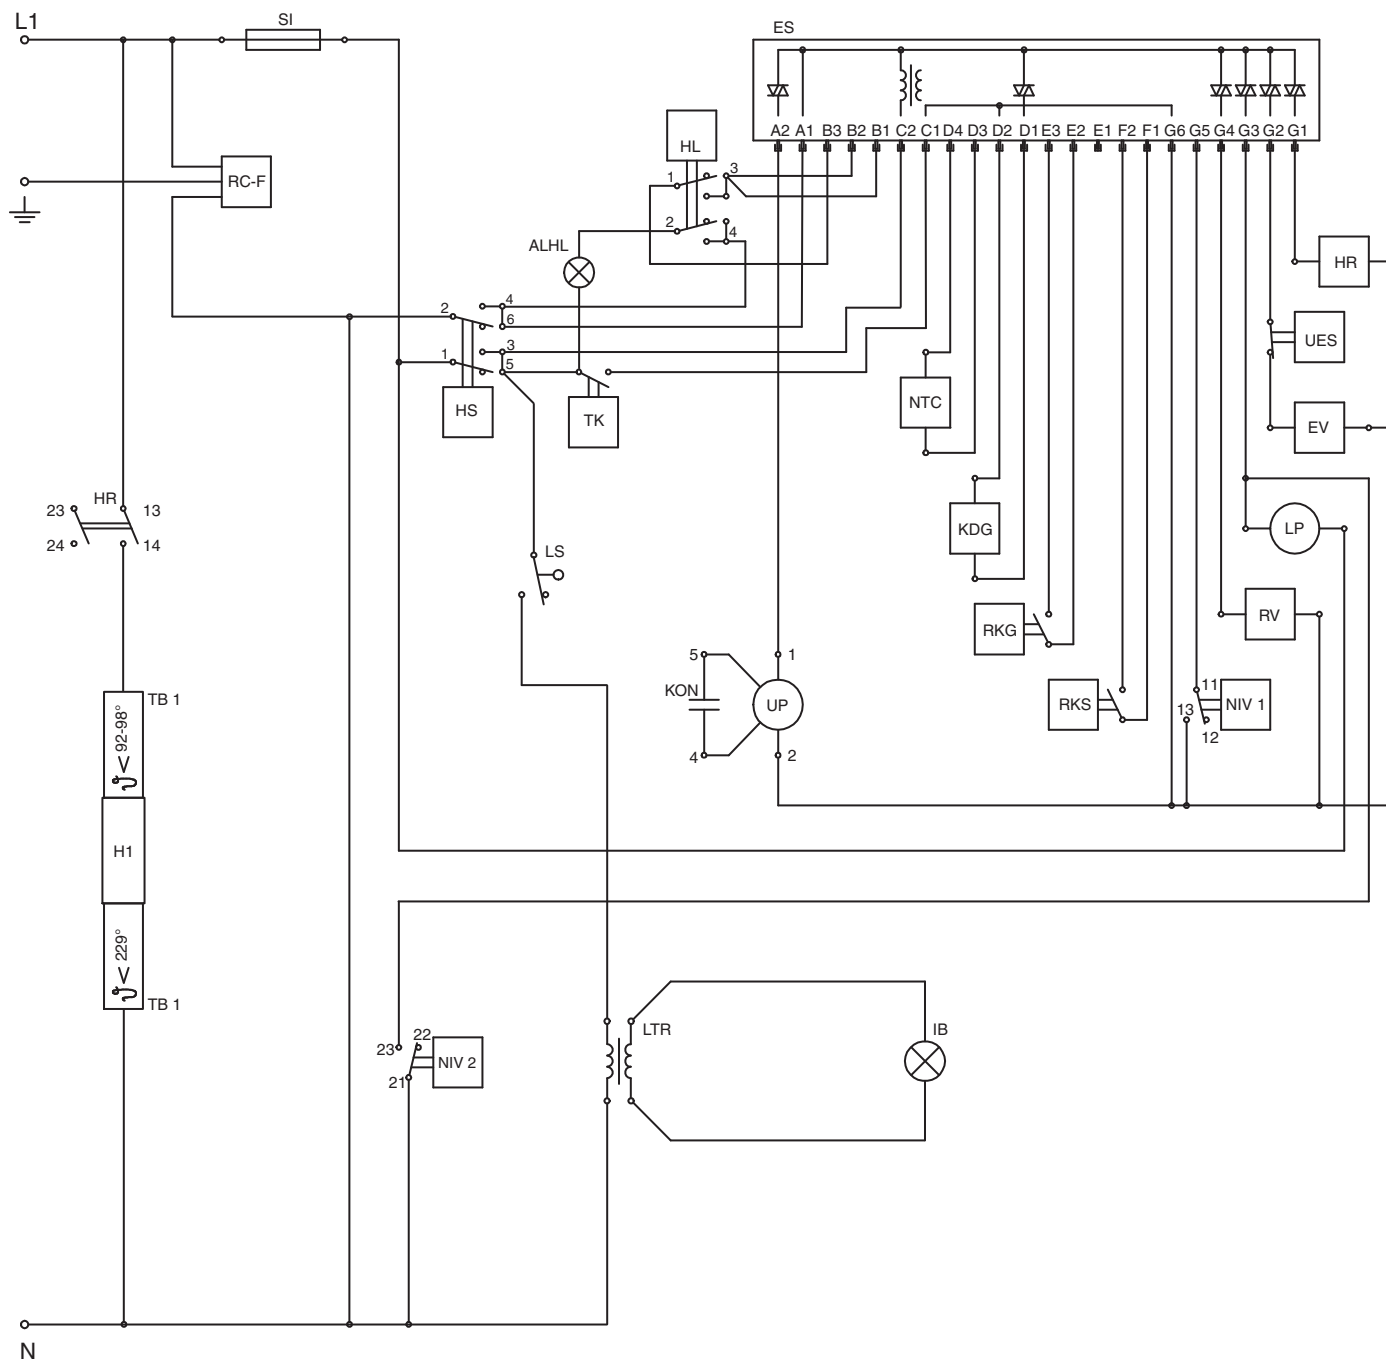 L1 SI ES
A2 A1 B3 B2 B1 C2 C1 D4 D3 D2 D1 E3 E2 E1 F2 F1 G6 G5 G4 G3 G2 G1
HL
3
1
RC-F
2
4
ALHL
HR
4
2
6
UES
3
1
5
NTC
HS
TK
EV
HR
23 13
24 14
KDG
LP
LS
RV
RKG
5 1
KON
UP
RKS
11
NIV 1
13
12
4 2
TB 1
92-98°
H1
229°
TB 1
LTR
IB
22
23
NIV 2
21
N